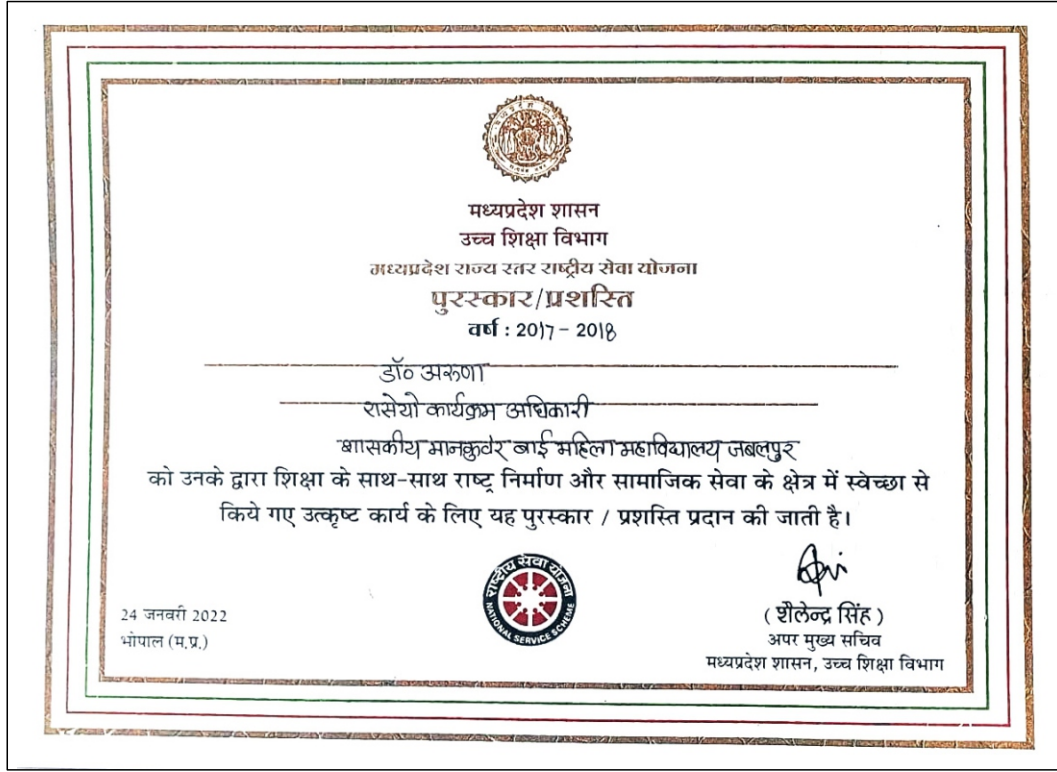 मध्यप्रदेश शासन
उच्च शिक्षा विभाग
मध्यप्रदेश राज्य स्तर राष्ट्रीय सेवा योजना
पुरस्कार/प्रशस्ति
वर्ष : 2017 - 2018
डॉ० अरुणा
रासेयो कार्यक्रम अधिकारी
शासकीय मानकुवंर बाई महिला महाविद्यालय जबलपुर
को उनके द्वारा शिक्षा के साथ-साथ राष्ट्र निर्माण और सामाजिक सेवा के क्षेत्र में स्वेच्छा से
किये गए उत्कृष्ट कार्य के लिए यह पुरस्कार / प्रशस्ति प्रदान की जाती है।
राष्ट्रीय सेवा योजना
NATIONAL SERVICE SCHEME
24 जनवरी 2022
भोपाल (म.प्र.)
( शैलेन्द्र सिंह )
अपर मुख्य सचिव
मध्यप्रदेश शासन, उच्च शिक्षा विभाग